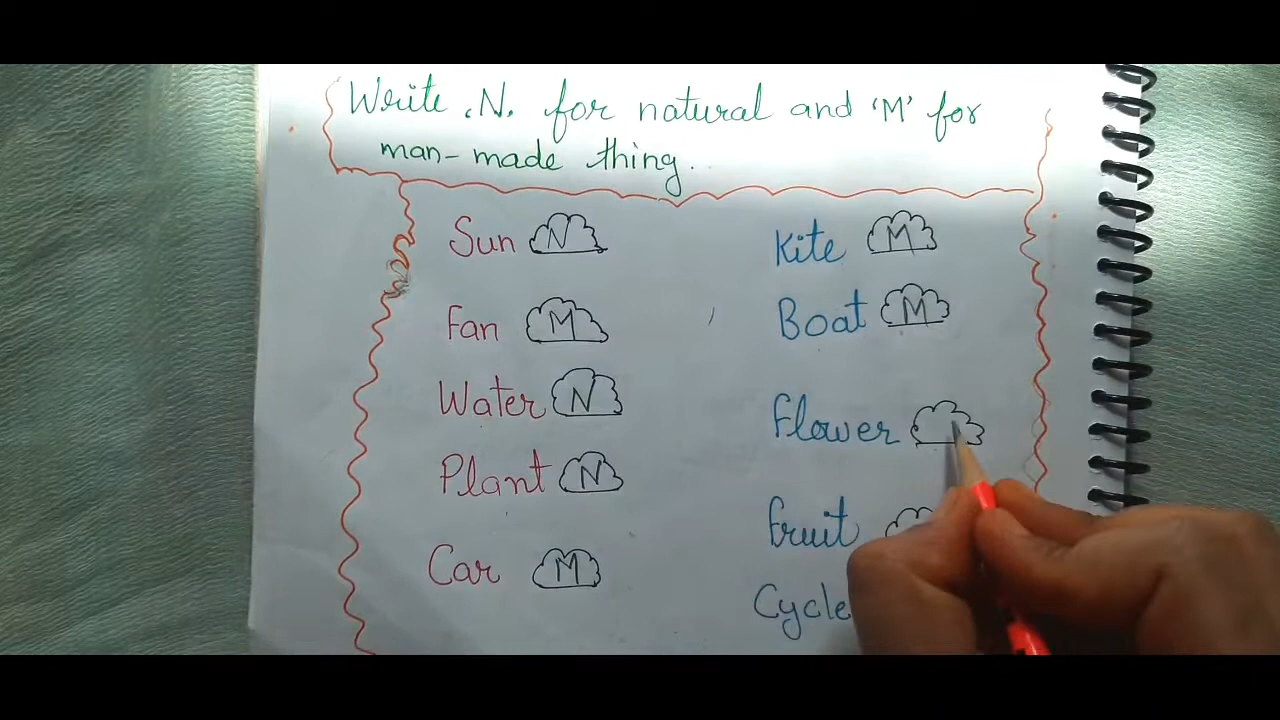 Write .N. for natural and 'M' for
man-made thing.
Sun N
Fan M
Water N
Plant N
Car M
Kite M
Boat M
Flower
Fruit
Cycle